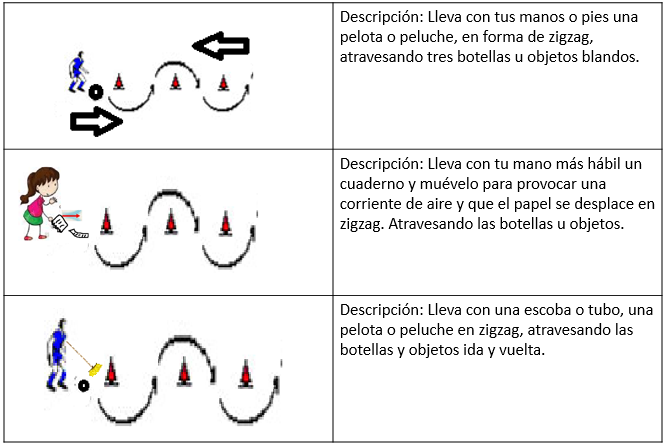 Descripción: Lleva con tus manos o pies una
pelota o peluche, en forma de zigzag,
atravesando tres botellas u objetos blandos.
Descripción: Lleva con tu mano más hábil un
cuaderno y muévelo para provocar una
corriente de aire y que el papel se desplace en
zigzag. Atravesando las botellas u objetos.
Descripción: Lleva con una escoba o tubo, una
pelota o peluche en zigzag, atravesando las
botellas y objetos ida y vuelta.